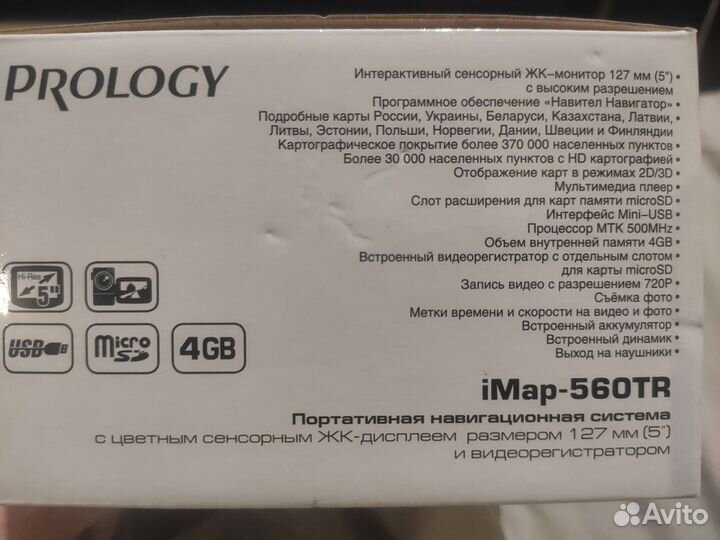 PROLOGY
Интерактивный сенсорный ЖК–монитор 127 мм (5") •
с высоким разрешением
Программное обеспечение «Навител Навигатор» •
Подробные карты России, Украины, Беларуси, Казахстана, Латвии, •
Литвы, Эстонии, Польши, Норвегии, Дании, Швеции и Финляндии
Картографическое покрытие более 370 000 населенных пунктов •
Более 30 000 населенных пунктов с HD картографией •
Отображение карт в режимах 2D/3D •
Мультимедиа плеер •
Слот расширения для карт памяти microSD •
Интерфейс Mini–USB •
Процессор MTK 500MHz •
Объем внутренней памяти 4GB •
Встроенный видеорегистратор с отдельным слотом •
для карты microSD
Запись видео с разрешением 720P •
Съёмка фото •
Метки времени и скорости на видео и фото •
Встроенный аккумулятор •
Встроенный динамик •
Выход на наушники •
Hi-Res
5"
USB
micro
SD
4GB
iMap-560TR
Портативная навигационная система
с цветным сенсорным ЖК-дисплеем размером 127 мм (5")
и видеорегистратором
Avito